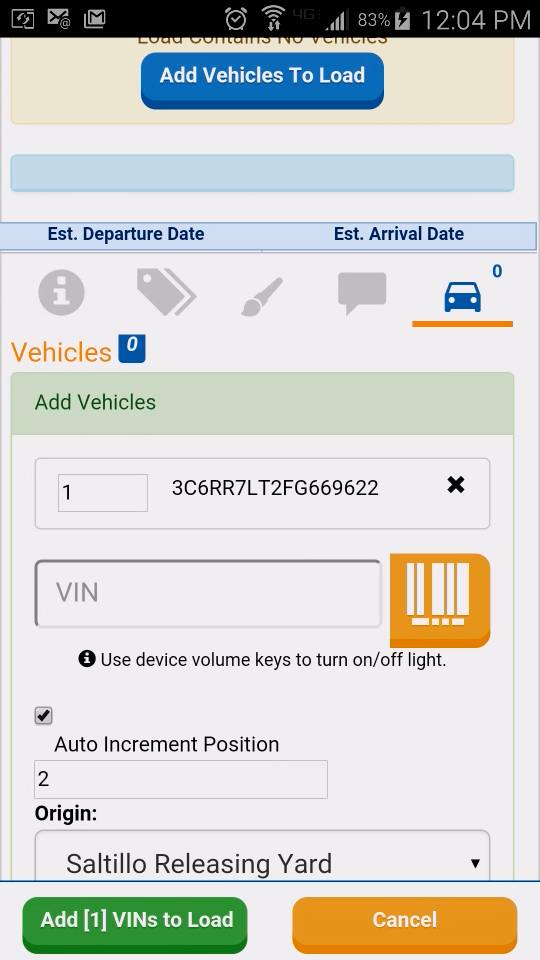 4G 83% 12:04 PM
Load Contains No Vehicles
Add Vehicles To Load
Est. Departure Date Est. Arrival Date
0
Vehicles 0
Add Vehicles
1 3C6RR7LT2FG669622
VIN
Use device volume keys to turn on/off light.
Auto Increment Position
2
Origin:
Saltillo Releasing Yard
Add [1] VINs to Load Cancel